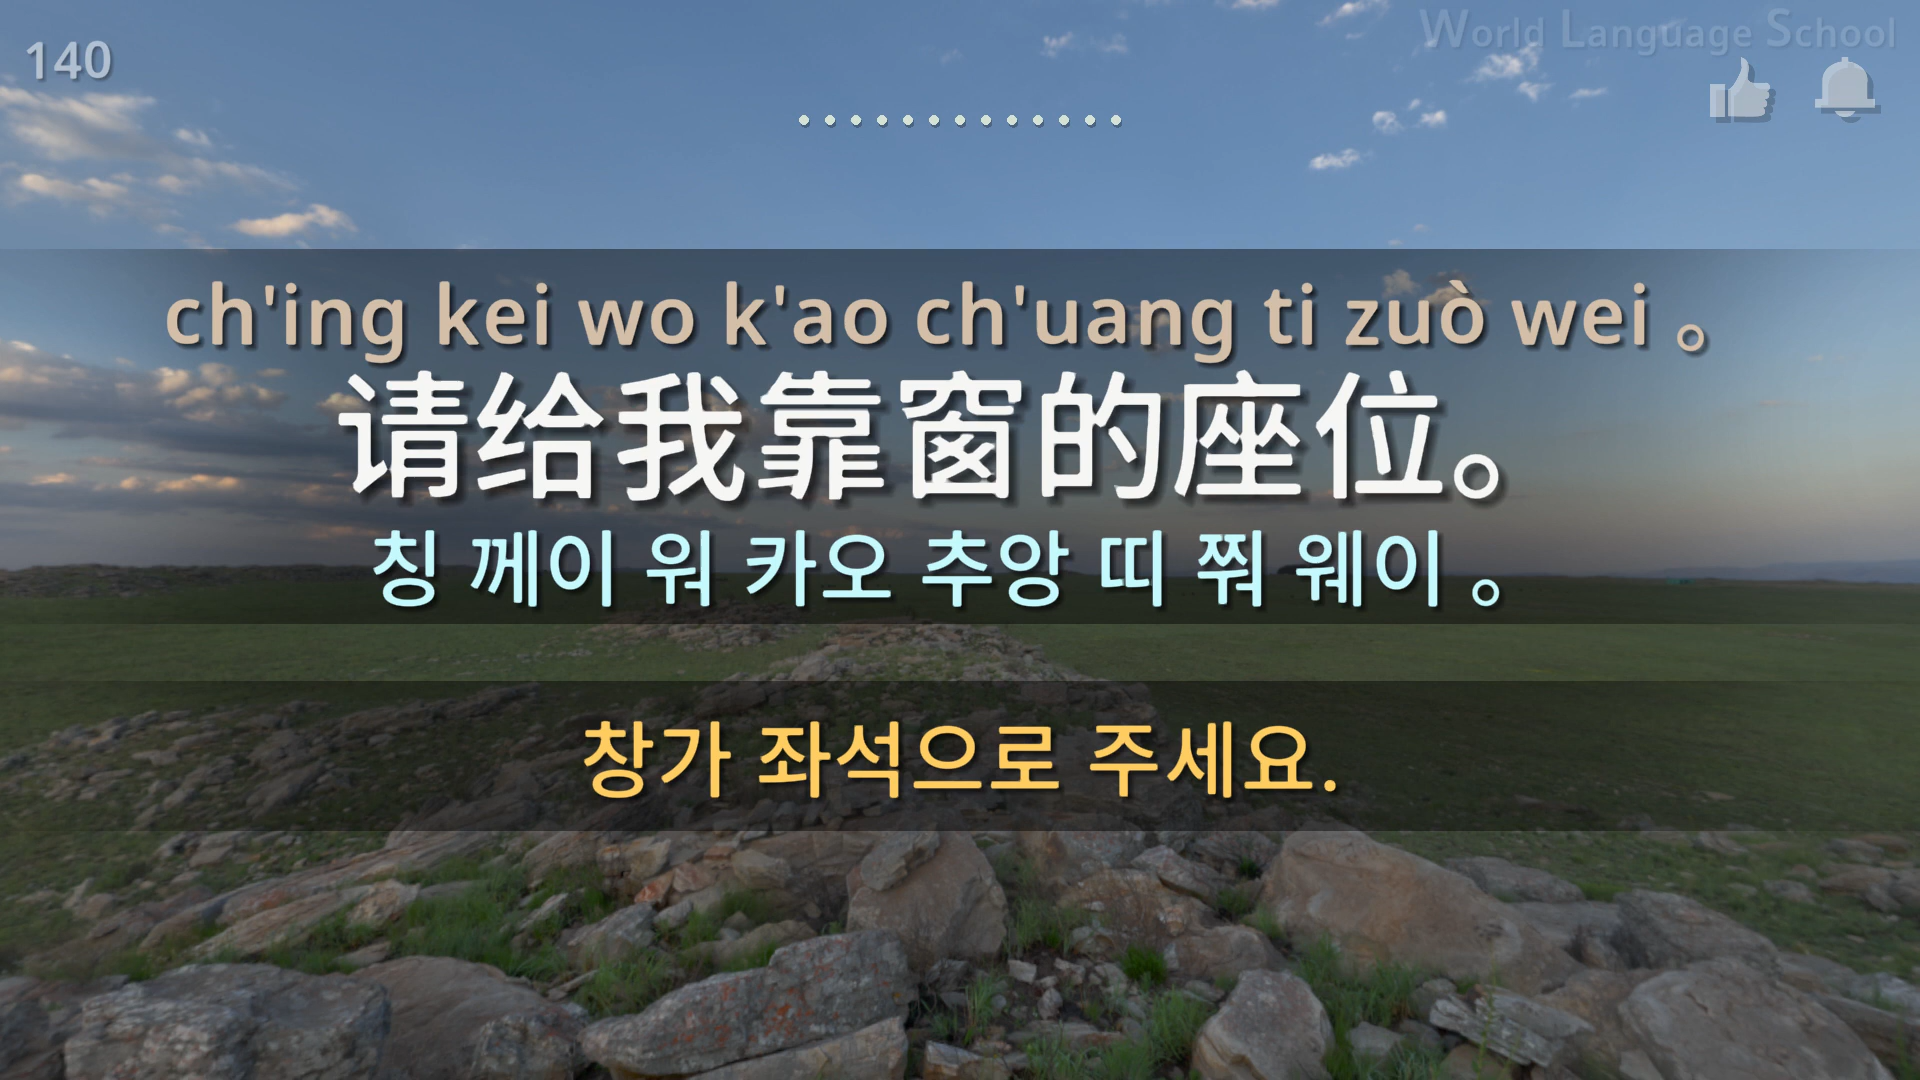 World Language School
140
ch'ing kei wo k'ao ch'uang ti zuò wei 。
请给我靠窗的座位。
칭 께이 워 카오 추앙 띠 쭤 웨이 。
창가 좌석으로 주세요.